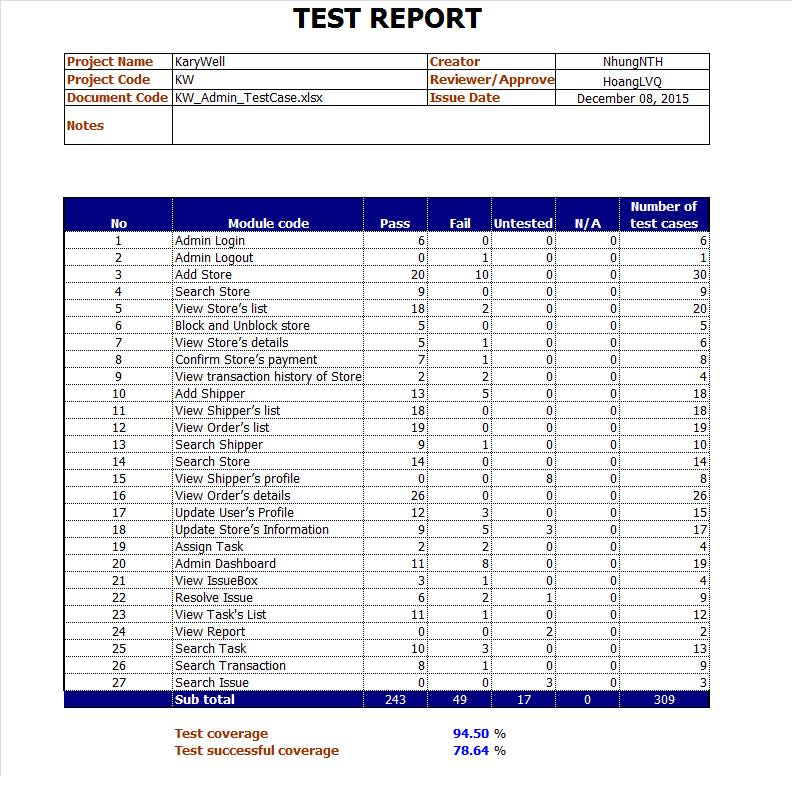 TEST REPORT
Project Name KaryWell Creator NhungNTH
Project Code KW Reviewer/Approve HoangLVQ
Document Code KW_Admin_TestCase.xlsx Issue Date December 08, 2015
Notes
No Module code Pass Fail Untested N/A Number of test cases
1 Admin Login 6 0 0 0 6
2 Admin Logout 0 1 0 0 1
3 Add Store 20 10 0 0 30
4 Search Store 9 0 0 0 9
5 View Store's list 18 2 0 0 20
6 Block and Unblock store 5 0 0 0 5
7 View Store's details 5 1 0 0 6
8 Confirm Store's payment 7 1 0 0 8
9 View transaction history of Store 2 2 0 0 4
10 Add Shipper 13 5 0 0 18
11 View Shipper's list 18 0 0 0 18
12 View Order's list 19 0 0 0 19
13 Search Shipper 9 1 0 0 10
14 Search Store 14 0 0 0 14
15 View Shipper's profile 0 0 8 0 8
16 View Order's details 26 0 0 0 26
17 Update User's Profile 12 3 0 0 15
18 Update Store's Information 9 5 3 0 17
19 Assign Task 2 2 0 0 4
20 Admin Dashboard 11 8 0 0 19
21 View IssueBox 3 1 0 0 4
22 Resolve Issue 6 2 1 0 9
23 View Task's List 11 1 0 0 12
24 View Report 0 0 2 0 2
25 Search Task 10 3 0 0 13
26 Search Transaction 8 1 0 0 9
27 Search Issue 0 0 3 0 3
Sub total 243 49 17 0 309
Test coverage 94.50 %
Test successful coverage 78.64 %